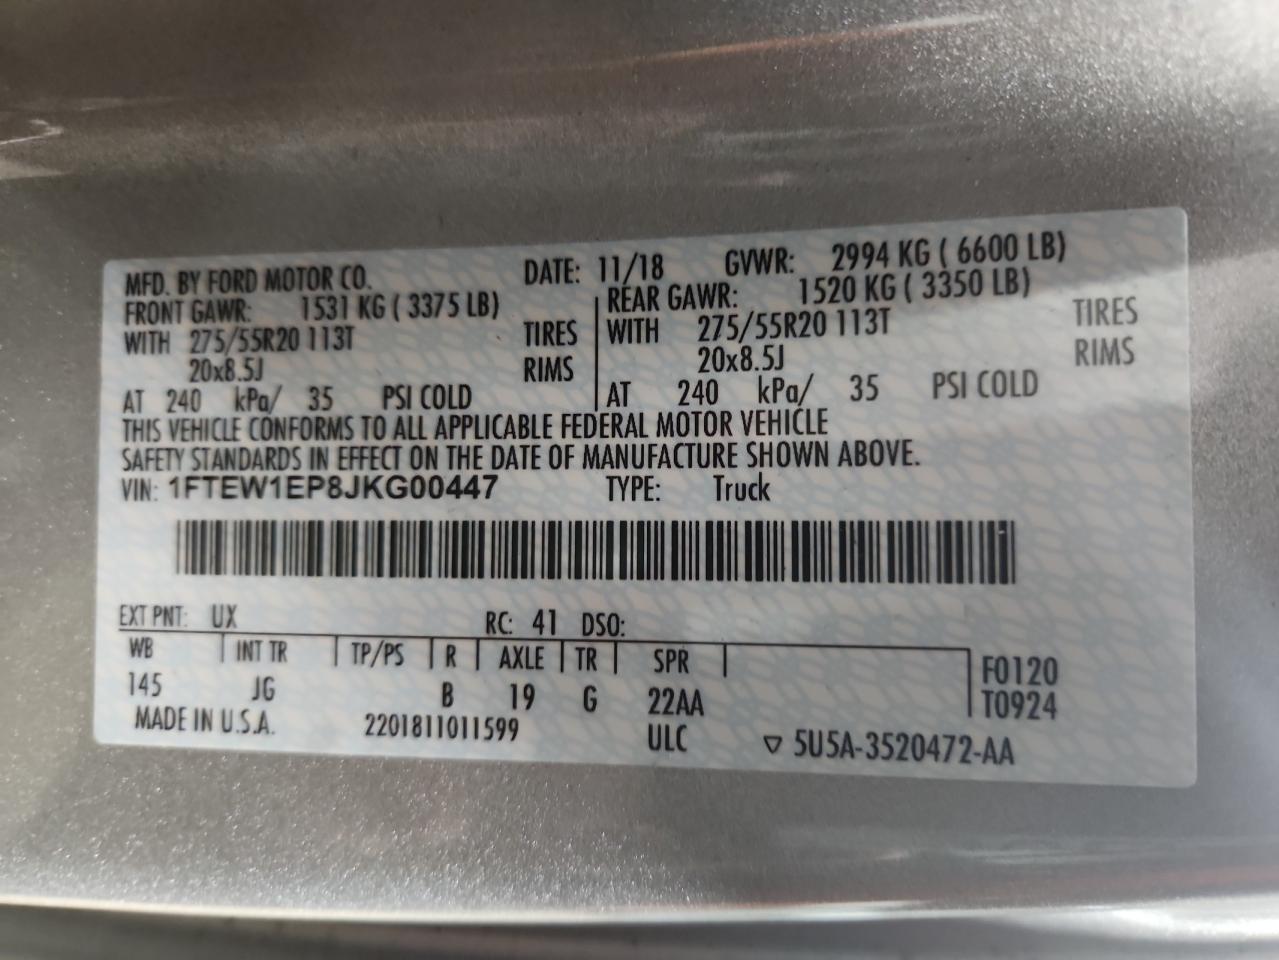 MFD. BY FORD MOTOR CO. DATE: 11/18 GVWR: 2994 KG ( 6600 LB)
FRONT GAWR: 1531 KG ( 3375 LB) REAR GAWR: 1520 KG ( 3350 LB)
WITH 275/55R20 113T TIRES WITH 275/55R20 113T TIRES
20x8.5J RIMS 20x8.5J RIMS
AT 240 kPa/ 35 PSI COLD AT 240 kPa/ 35 PSI COLD
THIS VEHICLE CONFORMS TO ALL APPLICABLE FEDERAL MOTOR VEHICLE
SAFETY STANDARDS IN EFFECT ON THE DATE OF MANUFACTURE SHOWN ABOVE.
VIN: 1FTEW1EP8JKG00447 TYPE: Truck
EXT PNT: UX RC: 41 DSO:
WB INT TR TP/PS R AXLE TR SPR F0120
145 JG B 19 G 22AA T0924
MADE IN U.S.A. 2201811011599 ULC ▽ 5U5A-3520472-AA